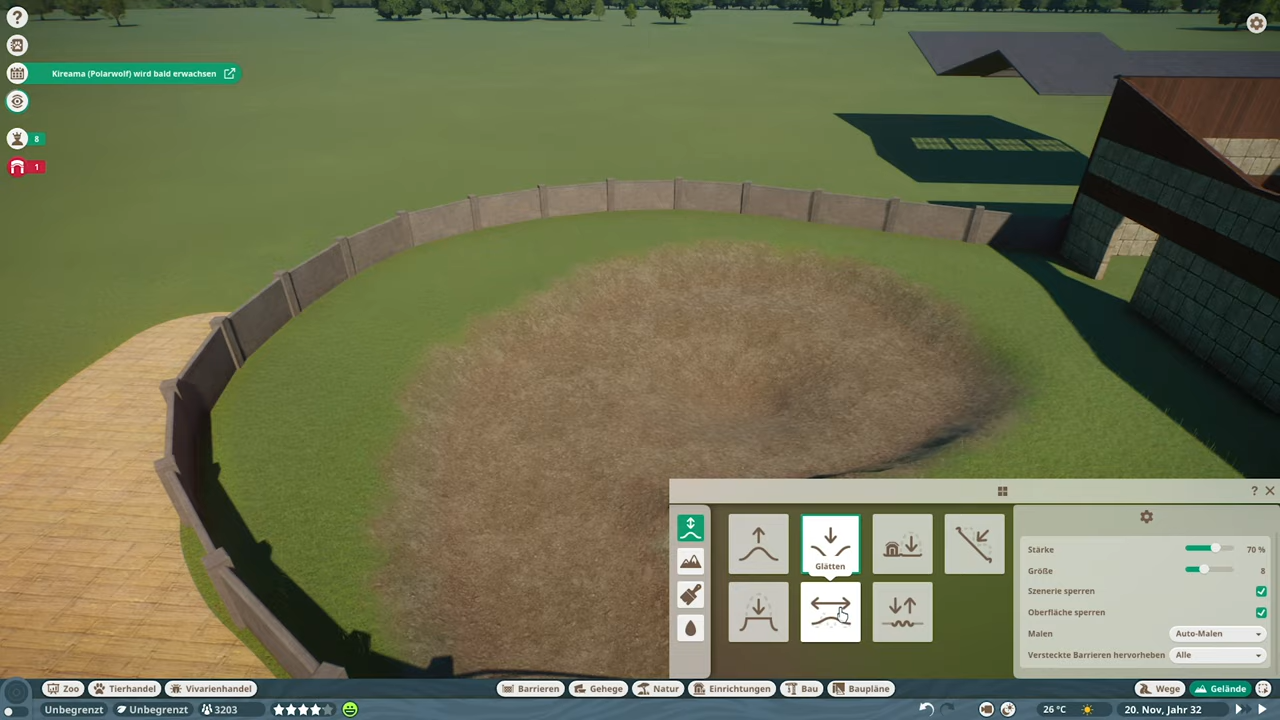 ?
Kireama (Polarwolf) wird bald erwachsen
8
1
?
Glätten
Stärke 70 %
Größe 8
Szenerie sperren
Oberfläche sperren
Malen Auto-Malen
Versteckte Barrieren hervorheben Alle
Zoo Tierhandel Vivarienhandel Barrieren Gehege Natur Einrichtungen Bau Baupläne Wege Gelände
Unbegrenzt Unbegrenzt 3203 26 °C 20. Nov, Jahr 32